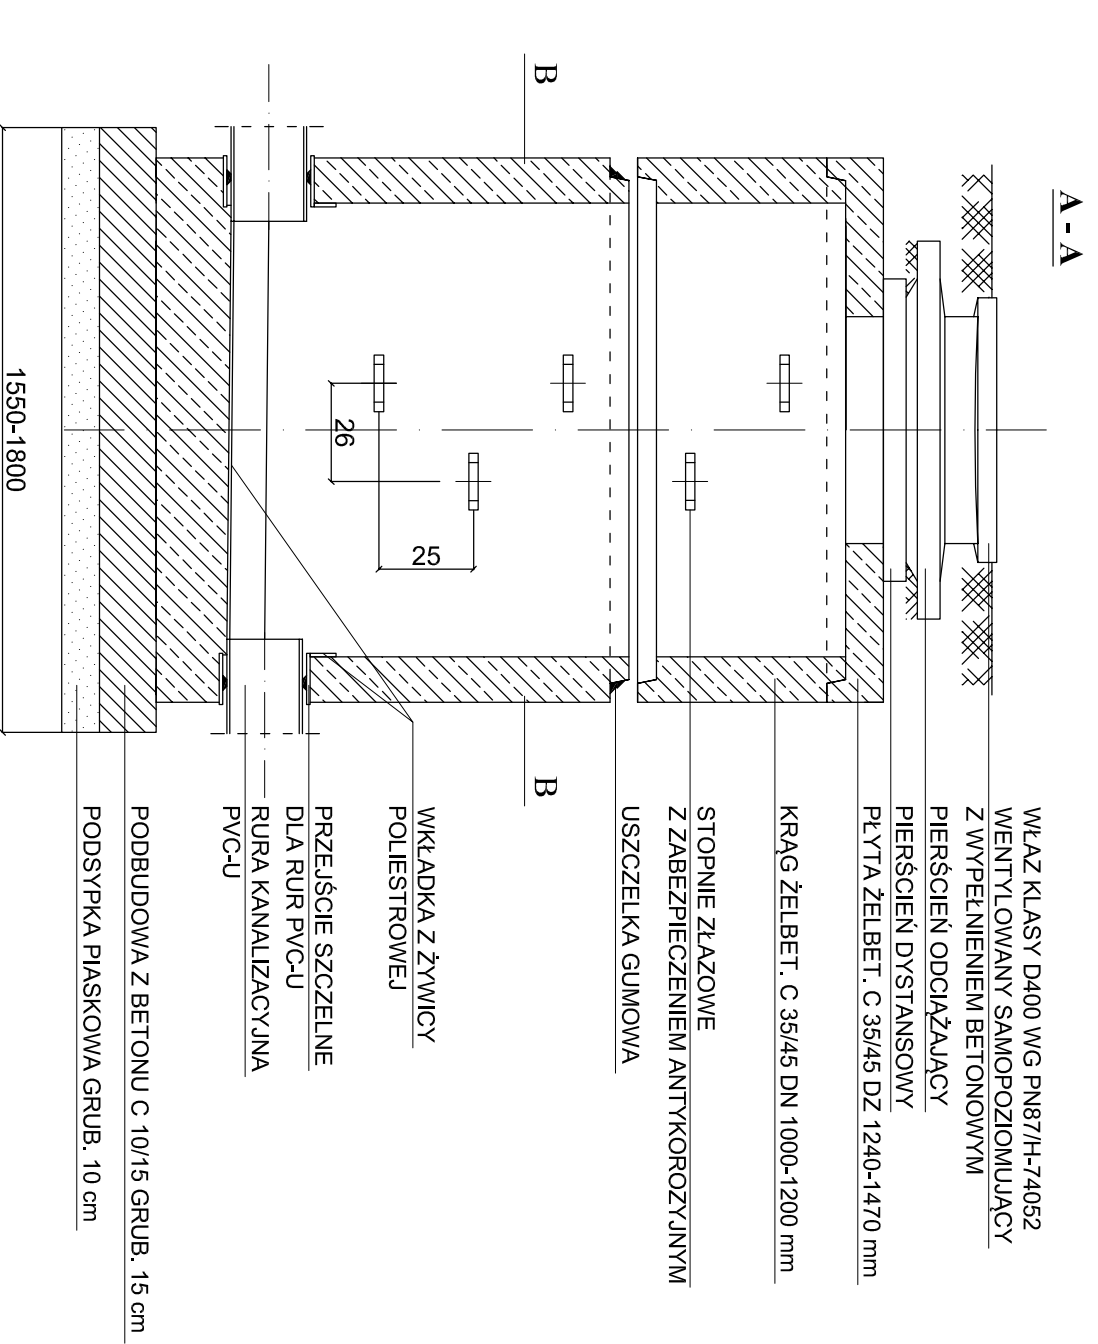 A - A
WŁAZ KLASY D400 WG PN87/H-74052
WENTYLOWANY SAMOPOZIOMUJĄCY
Z WYPEŁNIENIEM BETONOWYM
PIERŚCIEŃ ODCIĄŻAJĄCY
PIERŚCIEŃ DYSTANSOWY
PŁYTA ŻELBET. C 35/45 DZ 1240-1470 mm
KRĄG ŻELBET. C 35/45 DN 1000-1200 mm
STOPNIE ZŁAZOWE
Z ZABEZPIECZENIEM ANTYKOROZYJNYM
USZCZELKA GUMOWA
B
B
25
26
WKŁADKA Z ŻYWICY
POLIESTROWEJ
PRZEJŚCIE SZCZELNE
DLA RUR PVC-U
RURA KANALIZACYJNA
PVC-U
PODBUDOWA Z BETONU C 10/15 GRUB. 15 cm
PODSYPKA PIASKOWA GRUB. 10 cm
1550-1800